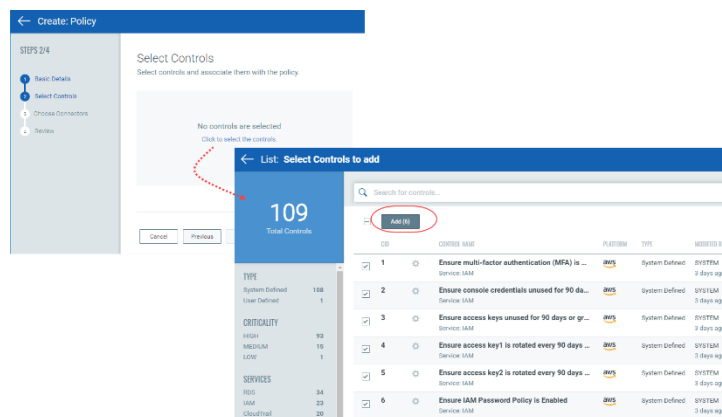 Create: Policy
STEPS 2/4
1 Basic Details
2 Select Controls
3 Choose Connectors
4 Review
Select Controls
Select controls and associate them with the policy.
No controls are selected
Click to select the controls.
Cancel Previous
List: Select Controls to add
109
Total Controls
TYPE
System Defined 108
User Defined 1
CRITICALITY
HIGH 93
MEDIUM 15
LOW 1
SERVICES
RDS 34
IAM 23
CloudTrail 20
Search for controls...
Add (6)
CID CONTROL NAME PLATFORM TYPE MODIFIED B
1 Ensure multi-factor authentication (MFA) is ... aws System Defined SYSTEM
Service: IAM 3 days ag
2 Ensure console credentials unused for 90 da... aws System Defined SYSTEM
Service: IAM 3 days ag
3 Ensure access keys unused for 90 days or gr... aws System Defined SYSTEM
Service: IAM 3 days ag
4 Ensure access key1 is rotated every 90 days ... aws System Defined SYSTEM
Service: IAM 3 days ag
5 Ensure access key2 is rotated every 90 days ... aws System Defined SYSTEM
Service: IAM 3 days ag
6 Ensure IAM Password Policy is Enabled aws System Defined SYSTEM
Service: IAM 3 days ag